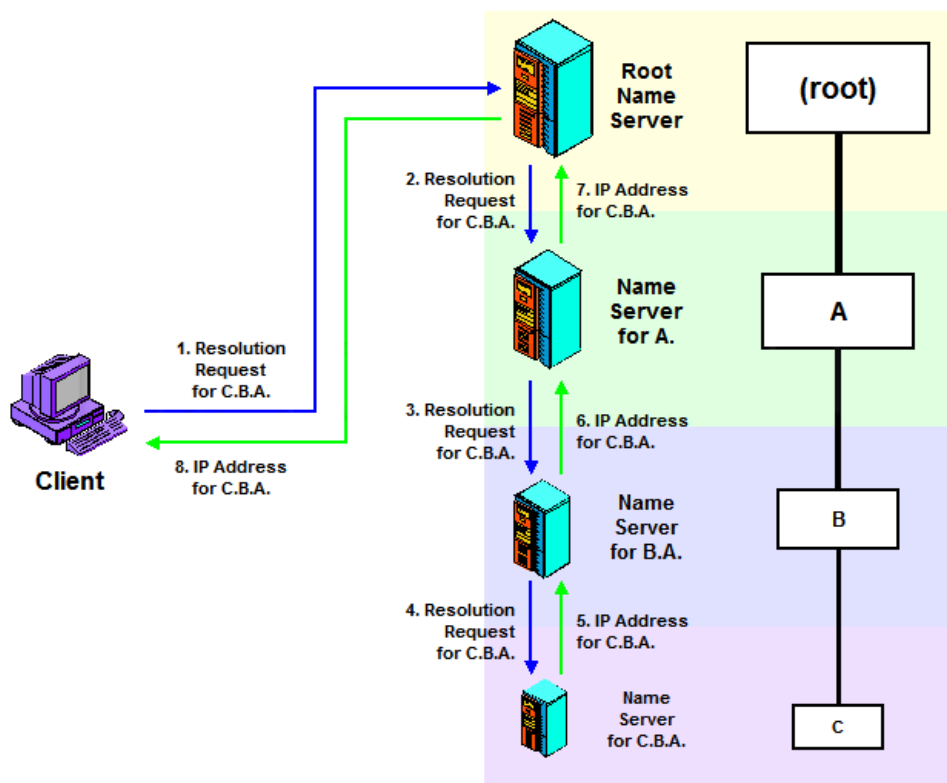 Root
Name
Server
(root)
2. Resolution
Request
for C.B.A.
7. IP Address
for C.B.A.
Name
Server
for A.
A
1. Resolution
Request
for C.B.A.
3. Resolution
Request
for C.B.A.
6. IP Address
for C.B.A.
Client
8. IP Address
for C.B.A.
Name
Server
for B.A.
B
4. Resolution
Request
for C.B.A.
5. IP Address
for C.B.A.
Name
Server
for C.B.A.
C